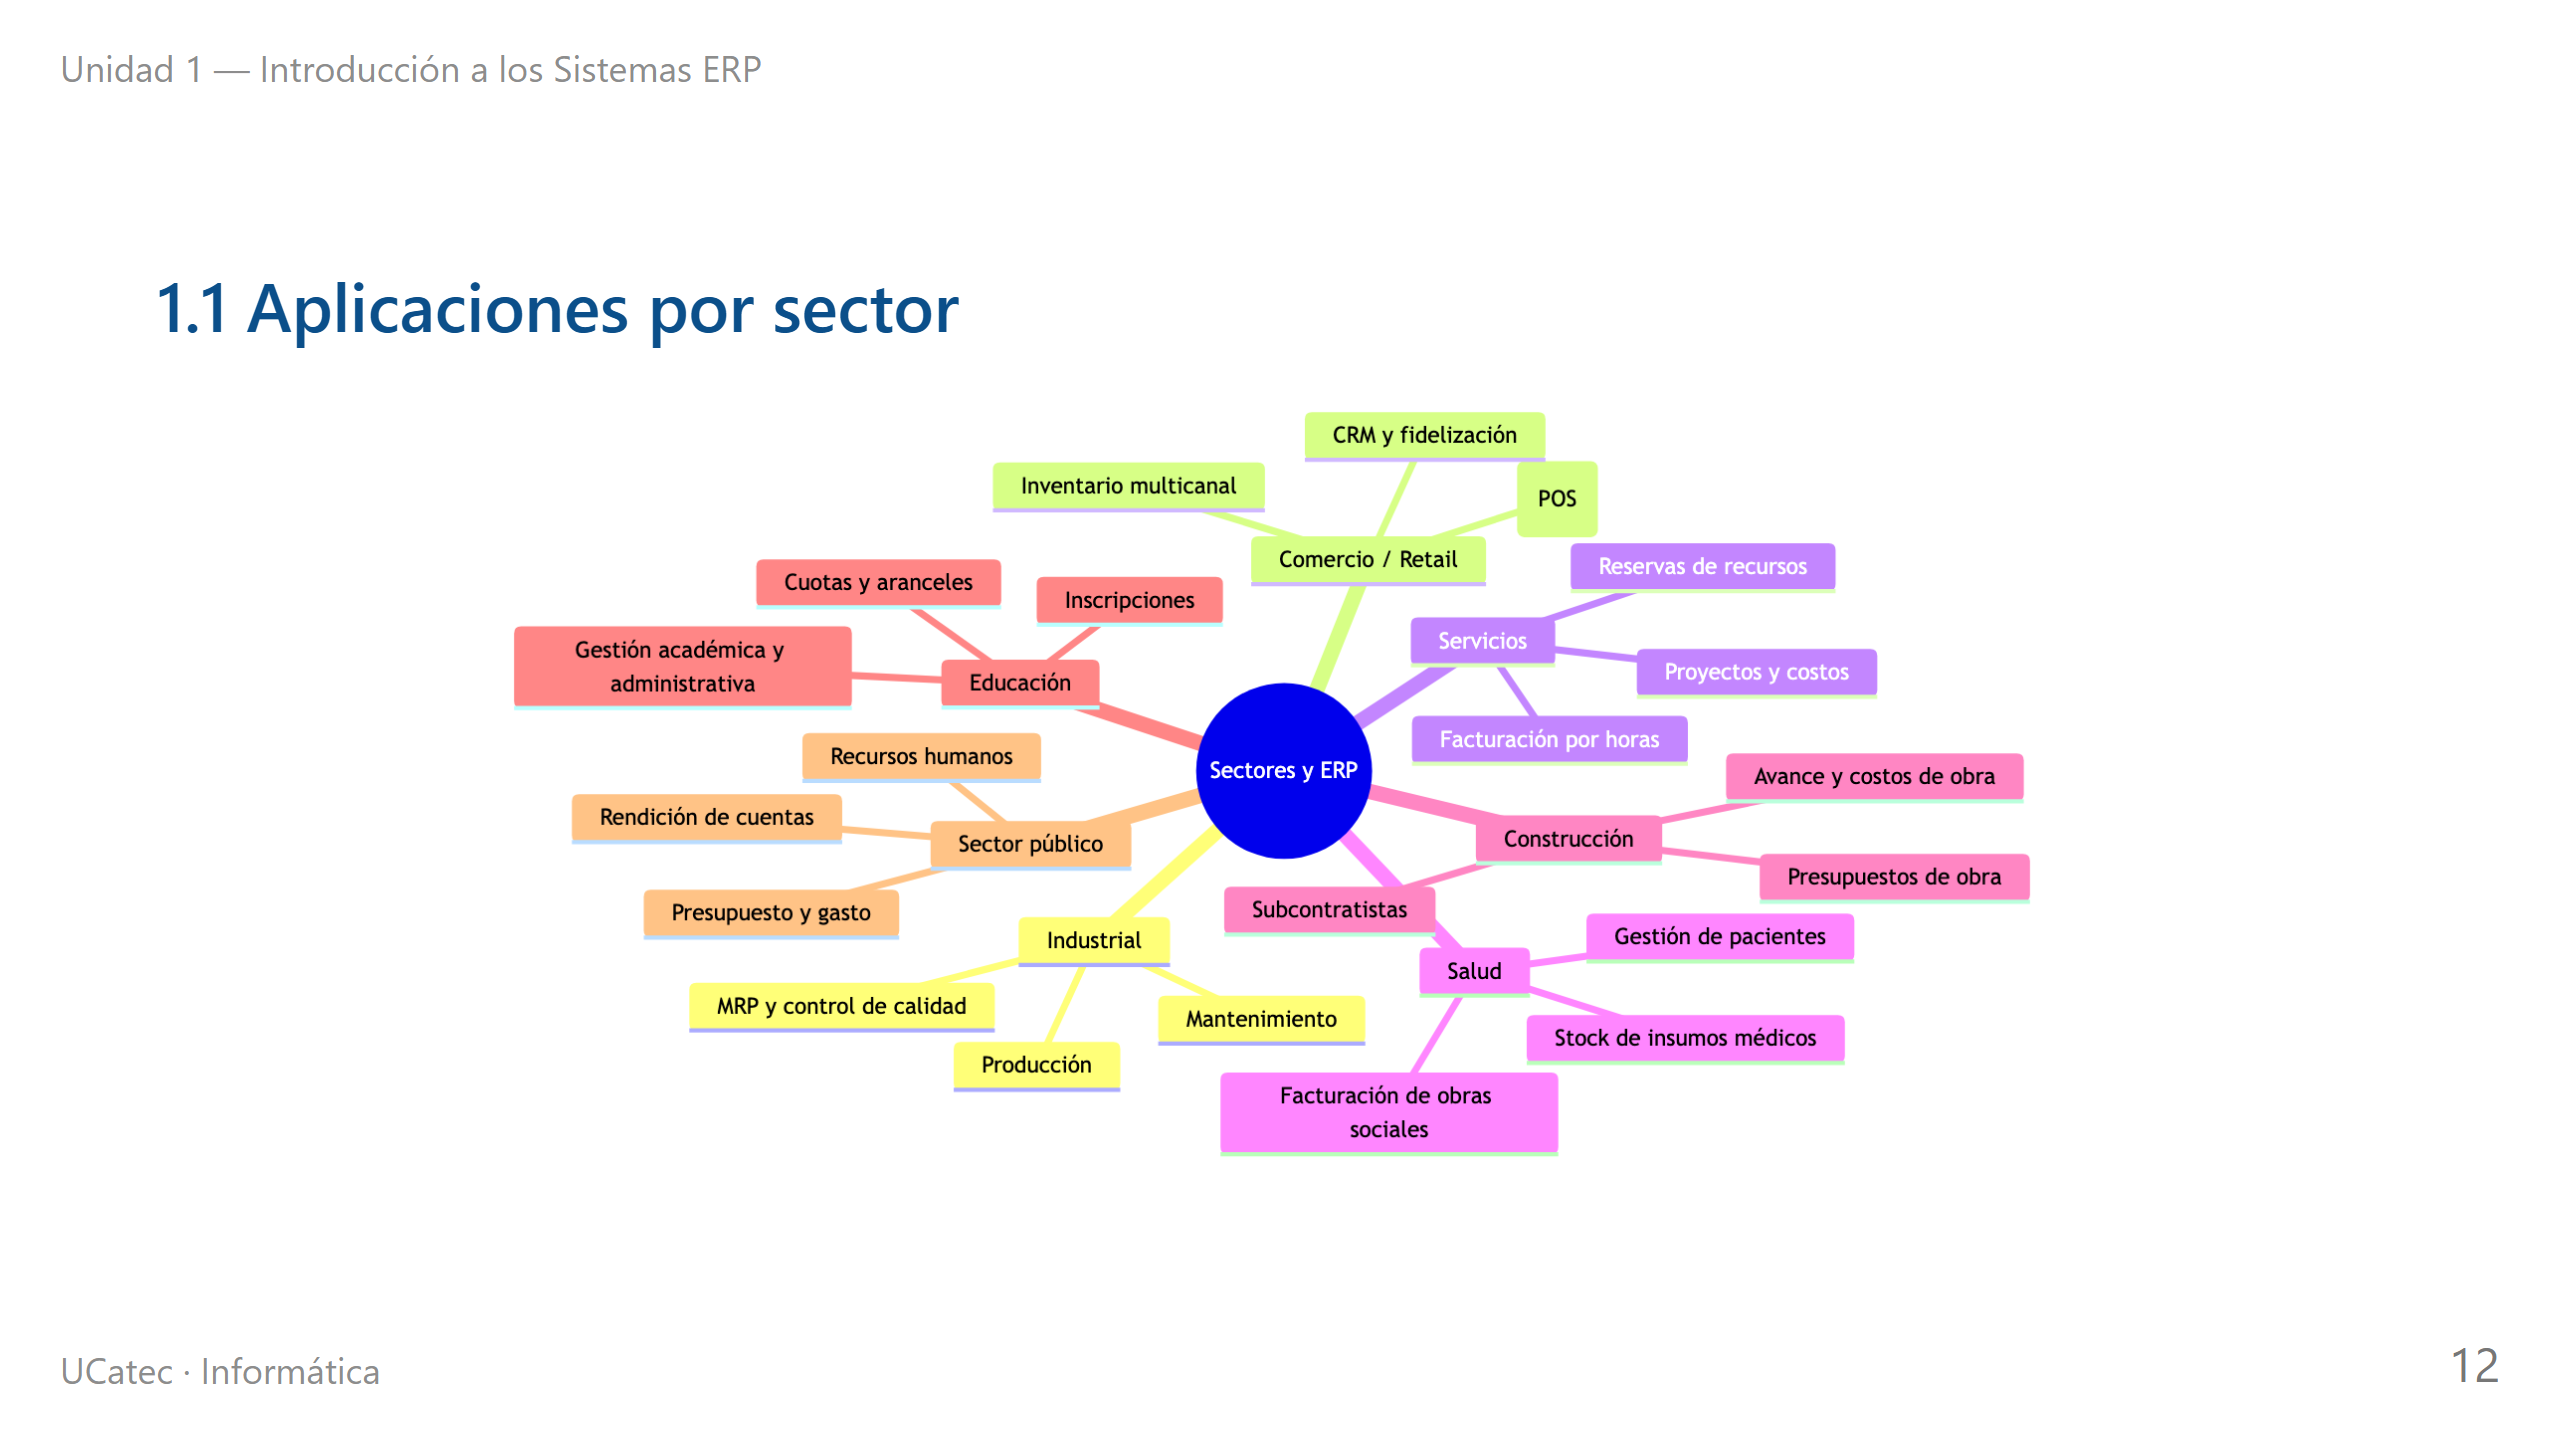 Unidad 1 — Introducción a los Sistemas ERP
1.1 Aplicaciones por sector
CRM y fidelización
Inventario multicanal
POS
Comercio / Retail
Reservas de recursos
Servicios
Proyectos y costos
Facturación por horas
Cuotas y aranceles
Inscripciones
Gestión académica y
administrativa
Educación
Sectores y ERP
Recursos humanos
Rendición de cuentas
Sector público
Presupuesto y gasto
Avance y costos de obra
Construcción
Presupuestos de obra
Subcontratistas
Industrial
MRP y control de calidad
Mantenimiento
Producción
Gestión de pacientes
Salud
Stock de insumos médicos
Facturación de obras
sociales
UCatec · Informática
12